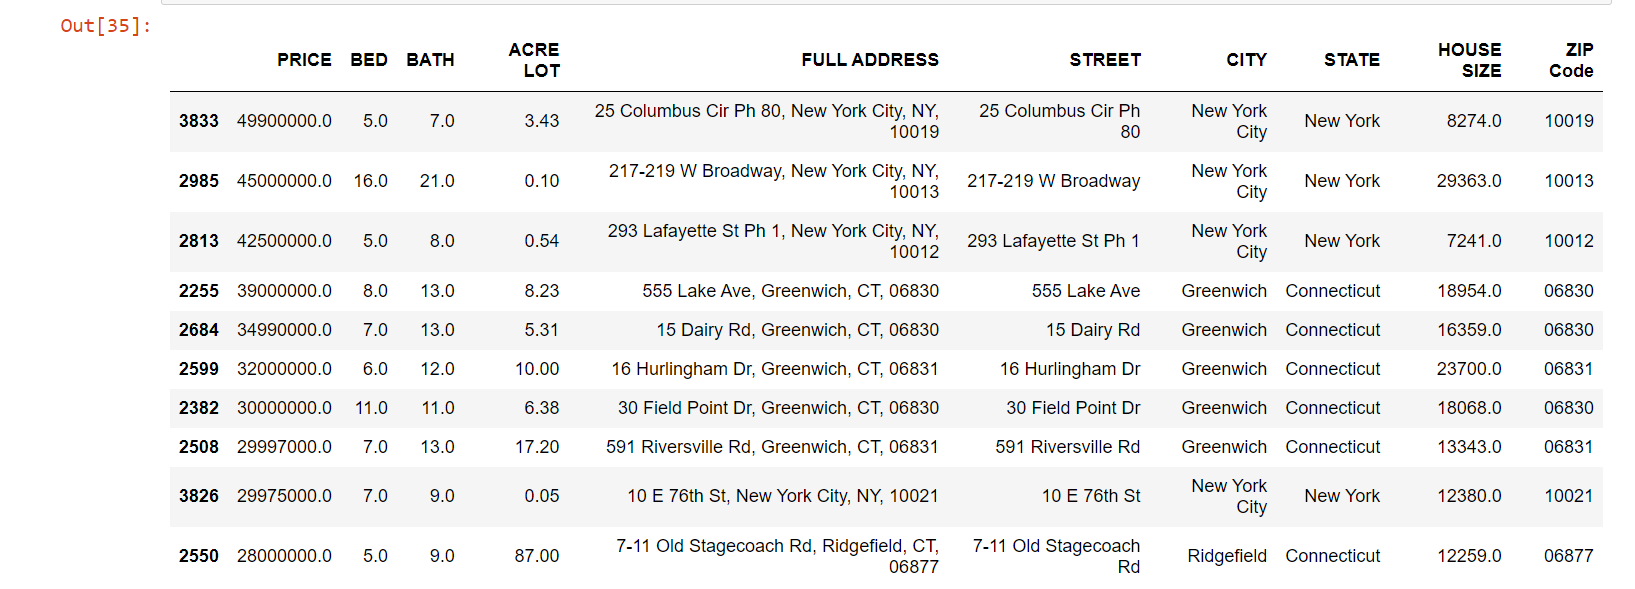 Out[35]:
PRICE BED BATH ACRE LOT FULL ADDRESS STREET CITY STATE HOUSE SIZE ZIP Code
3833 49900000.0 5.0 7.0 3.43 25 Columbus Cir Ph 80, New York City, NY, 10019 25 Columbus Cir Ph 80 New York City New York 8274.0 10019
2985 45000000.0 16.0 21.0 0.10 217-219 W Broadway, New York City, NY, 10013 217-219 W Broadway New York City New York 29363.0 10013
2813 42500000.0 5.0 8.0 0.54 293 Lafayette St Ph 1, New York City, NY, 10012 293 Lafayette St Ph 1 New York City New York 7241.0 10012
2255 39000000.0 8.0 13.0 8.23 555 Lake Ave, Greenwich, CT, 06830 555 Lake Ave Greenwich Connecticut 18954.0 06830
2684 34990000.0 7.0 13.0 5.31 15 Dairy Rd, Greenwich, CT, 06830 15 Dairy Rd Greenwich Connecticut 16359.0 06830
2599 32000000.0 6.0 12.0 10.00 16 Hurlingham Dr, Greenwich, CT, 06831 16 Hurlingham Dr Greenwich Connecticut 23700.0 06831
2382 30000000.0 11.0 11.0 6.38 30 Field Point Dr, Greenwich, CT, 06830 30 Field Point Dr Greenwich Connecticut 18068.0 06830
2508 29997000.0 7.0 13.0 17.20 591 Riversville Rd, Greenwich, CT, 06831 591 Riversville Rd Greenwich Connecticut 13343.0 06831
3826 29975000.0 7.0 9.0 0.05 10 E 76th St, New York City, NY, 10021 10 E 76th St New York City New York 12380.0 10021
2550 28000000.0 5.0 9.0 87.00 7-11 Old Stagecoach Rd, Ridgefield, CT, 06877 7-11 Old Stagecoach Rd Ridgefield Connecticut 12259.0 06877